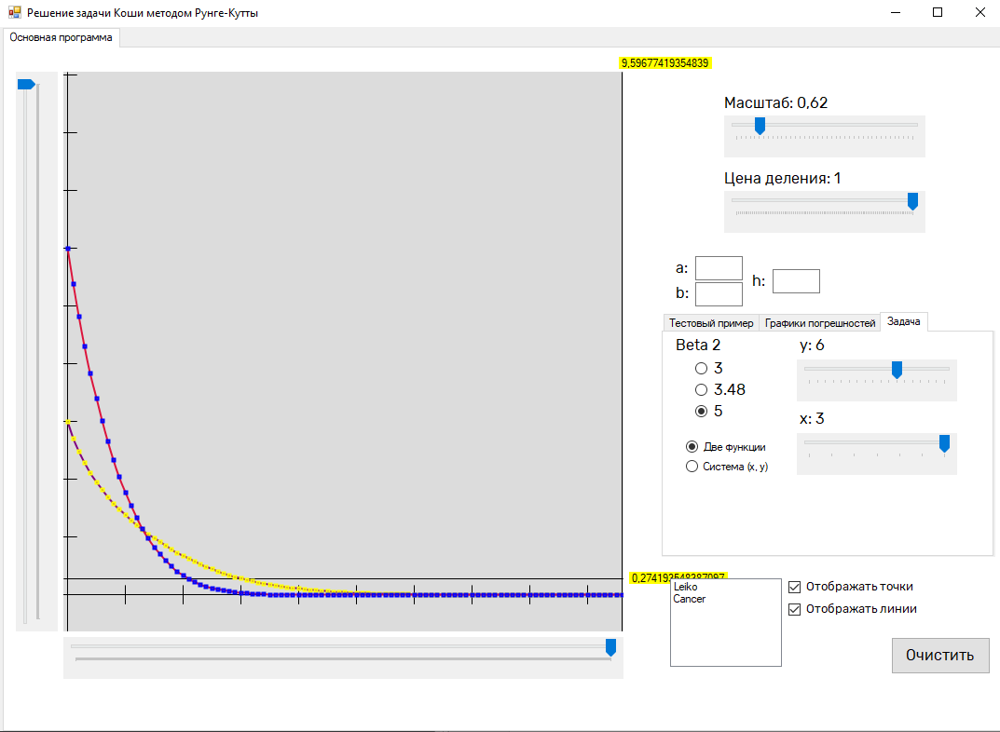 Решение задачи Коши методом Рунге-Кутты
Основная программа
9,59677419354839
Масштаб: 0,62
Цена деления: 1
a:
b:
h:
Тестовый пример
Графики погрешностей
Задача
Beta 2
3
3.48
5
Две функции
Система (x, y)
y: 6
x: 3
0,274193548387097
Leiko
Cancer
Отображать точки
Отображать линии
Очистить